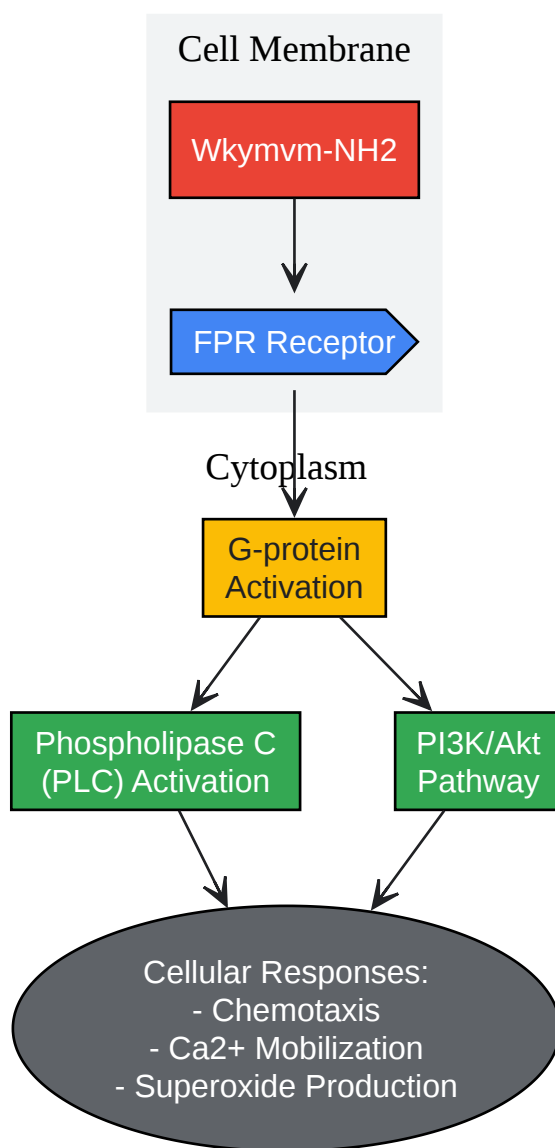 Cell Membrane
Wkymvm-NH2
FPR Receptor
Cytoplasm
G-protein
Activation
Phospholipase C
(PLC) Activation
PI3K/Akt
Pathway
Cellular Responses:
- Chemotaxis
- Ca2+ Mobilization
- Superoxide Production